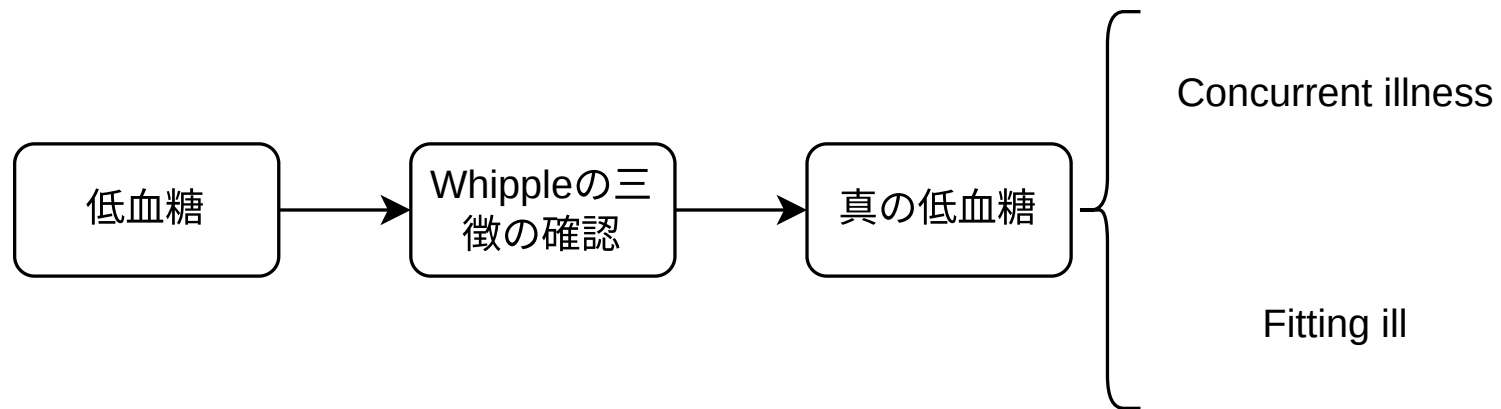 低血糖
Whippleの三
徴の確認
真の低血糖
Concurrent illness
Fitting ill